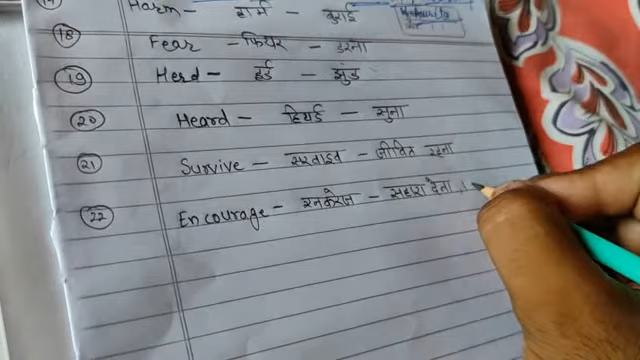 Harm - हार्म - बुराई
18 Fear - फियर - डरना
19 Herd - हर्ड - झुंड
20 Heard - हियर्ड - सुना
21 Survive - सरवाइव - जीवित रहना
22 Encourage - इनकरेज - सहारा देना